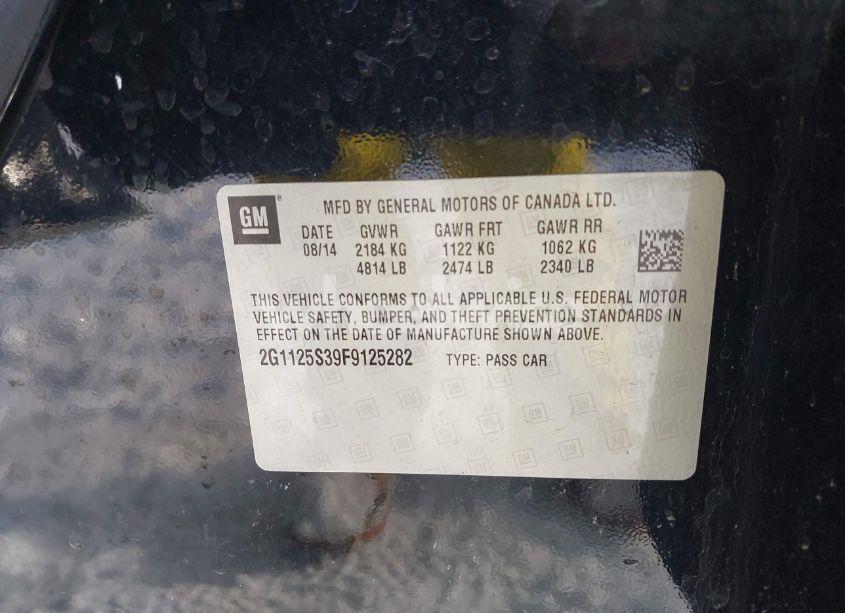 GM ®
MFD BY GENERAL MOTORS OF CANADA LTD.
DATE GVWR GAWR FRT GAWR RR
08/14 2184 KG 1122 KG 1062 KG
4814 LB 2474 LB 2340 LB
THIS VEHICLE CONFORMS TO ALL APPLICABLE U.S. FEDERAL MOTOR
VEHICLE SAFETY, BUMPER, AND THEFT PREVENTION STANDARDS IN
EFFECT ON THE DATE OF MANUFACTURE SHOWN ABOVE.
2G1125S39F9125282 TYPE: PASS CAR